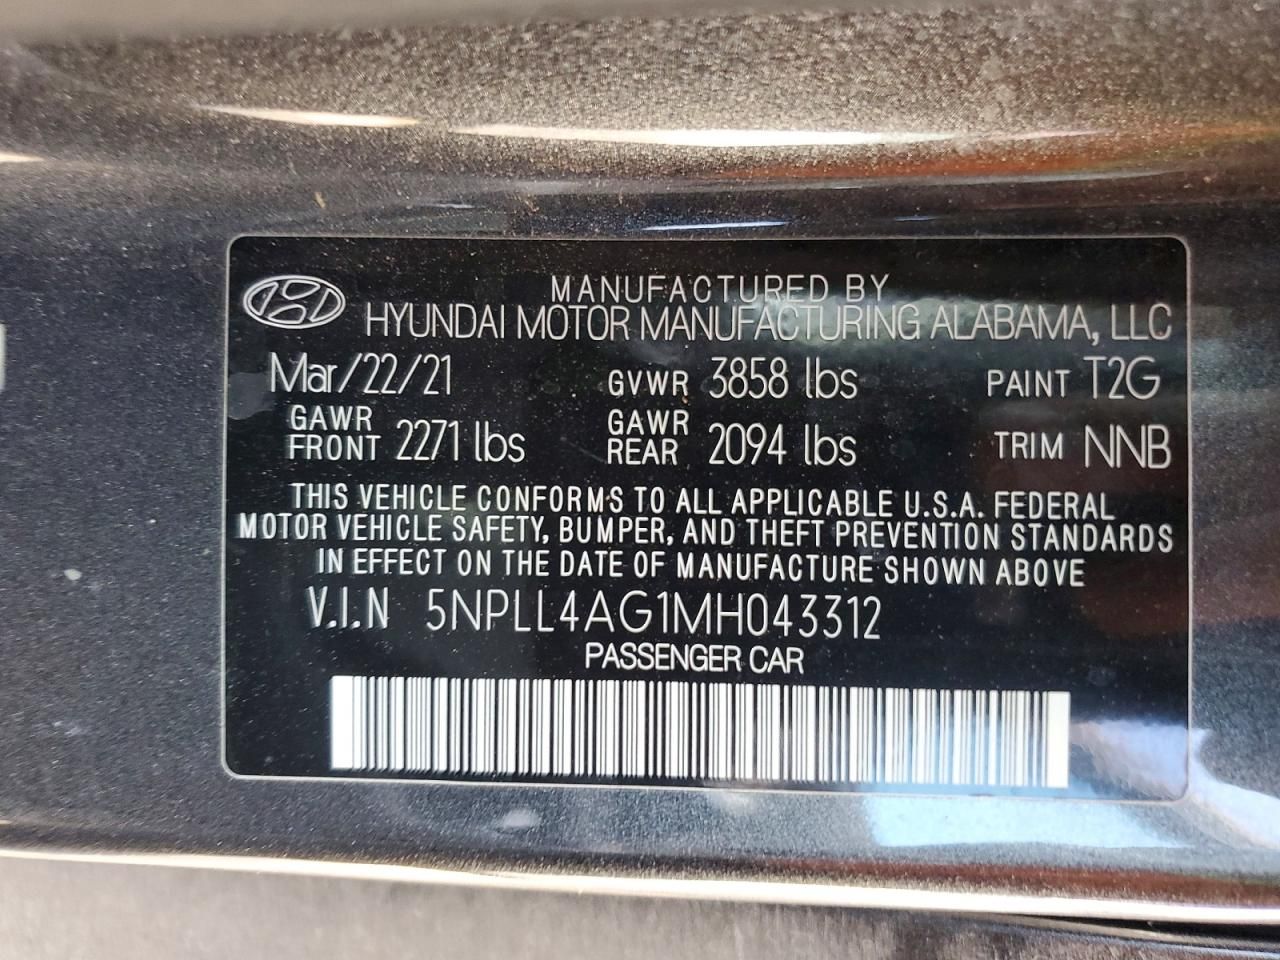 MANUFACTURED BY
HYUNDAI MOTOR MANUFACTURING ALABAMA, LLC
Mar/22/21 GVWR 3858 lbs PAINT T2G
GAWR FRONT 2271 lbs GAWR REAR 2094 lbs TRIM NNB
THIS VEHICLE CONFORMS TO ALL APPLICABLE U.S.A. FEDERAL
MOTOR VEHICLE SAFETY, BUMPER, AND THEFT PREVENTION STANDARDS
IN EFFECT ON THE DATE OF MANUFACTURE SHOWN ABOVE
V.I.N 5NPLL4AG1MH043312
PASSENGER CAR